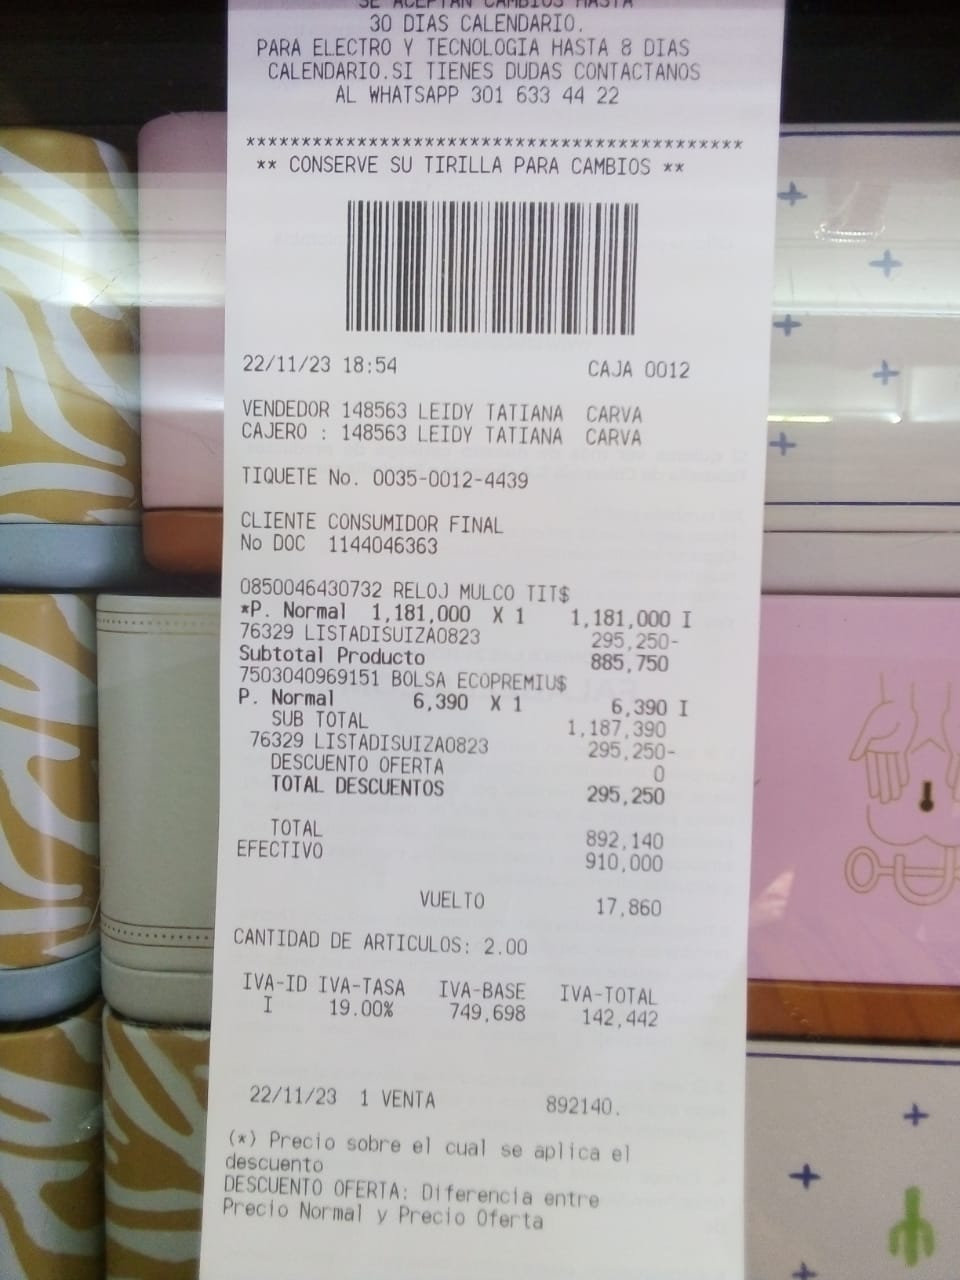 SE ACEPTAN CAMBIOS HASTA
30 DIAS CALENDARIO.
PARA ELECTRO Y TECNOLOGIA HASTA 8 DIAS
CALENDARIO.SI TIENES DUDAS CONTACTANOS
AL WHATSAPP 301 633 44 22
********************************************
** CONSERVE SU TIRILLA PARA CAMBIOS **
22/11/23 18:54 CAJA 0012
VENDEDOR 148563 LEIDY TATIANA CARVA
CAJERO : 148563 LEIDY TATIANA CARVA
TIQUETE No. 0035-0012-4439
CLIENTE CONSUMIDOR FINAL
No DOC 1144046363
0850046430732 RELOJ MULCO TIT$
*P. Normal 1,181,000 X 1 1,181,000 I
76329 LISTADISUIZA0823 295,250-
Subtotal Producto 885,750
7503040969151 BOLSA ECOPREMIU$
P. Normal 6,390 X 1 6,390 I
SUB TOTAL 1,187,390
76329 LISTADISUIZA0823 295,250-
DESCUENTO OFERTA 0
TOTAL DESCUENTOS 295,250
TOTAL 892,140
EFECTIVO 910,000
VUELTO 17,860
CANTIDAD DE ARTICULOS: 2.00
IVA-ID IVA-TASA IVA-BASE IVA-TOTAL
I 19.00% 749,698 142,442
22/11/23 1 VENTA 892140.
(*) Precio sobre el cual se aplica el
descuento
DESCUENTO OFERTA: Diferencia entre
Precio Normal y Precio Oferta